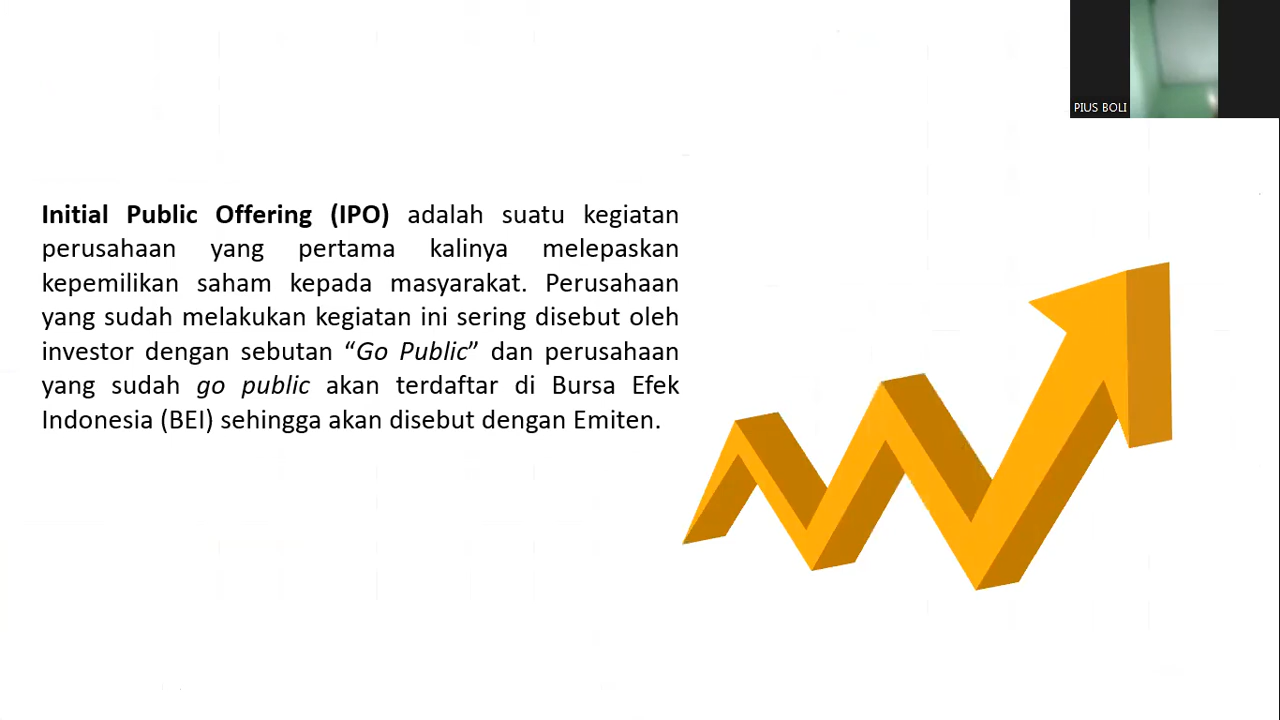 PIUS BOLI
Initial Public Offering (IPO) adalah suatu kegiatan
perusahaan yang pertama kalinya melepaskan
kepemilikan saham kepada masyarakat. Perusahaan
yang sudah melakukan kegiatan ini sering disebut oleh
investor dengan sebutan “Go Public” dan perusahaan
yang sudah go public akan terdaftar di Bursa Efek
Indonesia (BEI) sehingga akan disebut dengan Emiten.